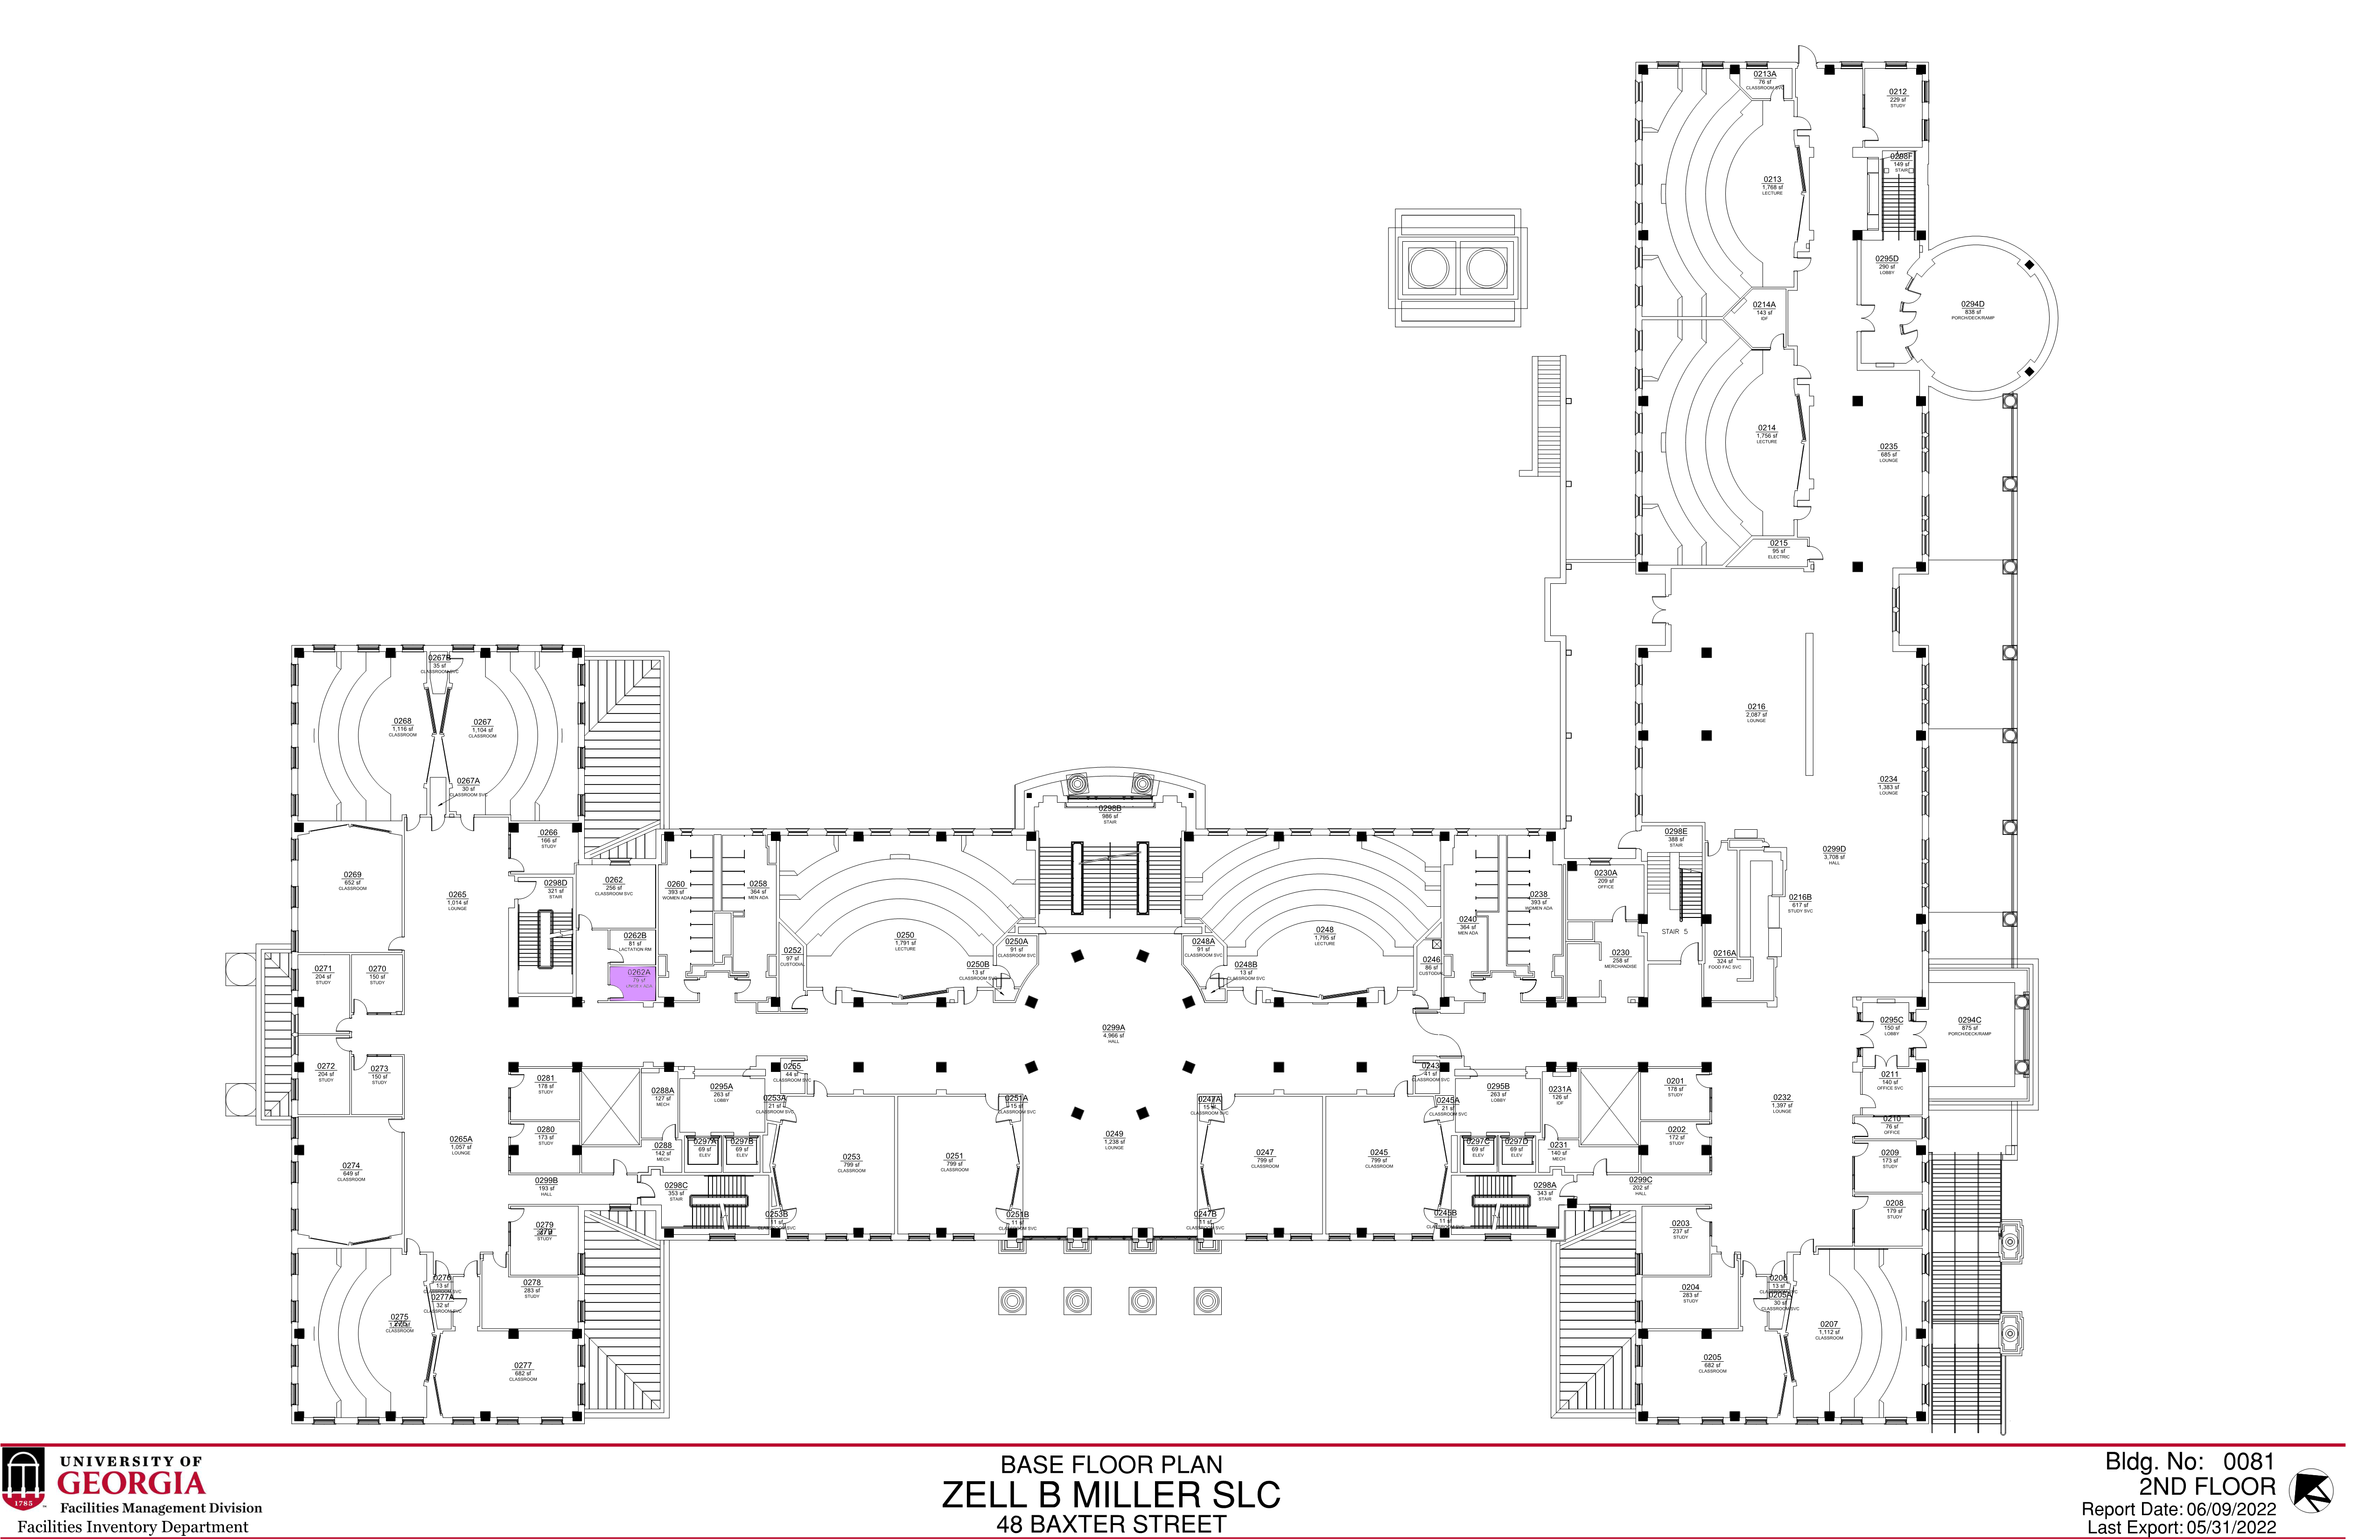 0213A
76 sf
CLASSROOM SVC
0212
229 sf
STUDY
0298F
149 sf
STAIR
0213
1,768 sf
LECTURE
0295D
290 sf
LOBBY
0294D
838 sf
PORCH/DECK/RAMP
0214A
143 sf
IDF
0214
1,756 sf
LECTURE
0235
685 sf
LOUNGE
0215
95 sf
ELECTRIC
0267B
35 sf
CLASSROOM SVC
0268
1,116 sf
CLASSROOM
0267
1,104 sf
CLASSROOM
0267A
30 sf
CLASSROOM SVC
0216
2,087 sf
LOUNGE
0234
1,383 sf
LOUNGE
0298B
986 sf
STAIR
0266
166 sf
STUDY
0298E
388 sf
STAIR
0299D
3,708 sf
HALL
0269
652 sf
CLASSROOM
0265
1,014 sf
LOUNGE
0298D
321 sf
STAIR
0262
256 sf
CLASSROOM SVC
0260
393 sf
WOMEN ADA
0258
364 sf
MEN ADA
0230A
209 sf
OFFICE
0238
393 sf
WOMEN ADA
0216B
617 sf
STUDY SVC
0240
364 sf
MEN ADA
STAIR 5
0262B
81 sf
LACTATION RM
0250
1,791 sf
LECTURE
0250A
91 sf
CLASSROOM SVC
0248A
91 sf
CLASSROOM SVC
0248
1,795 sf
LECTURE
0252
97 sf
CUSTODIAL
0250B
13 sf
CLASSROOM SVC
0248B
13 sf
CLASSROOM SVC
0246
86 sf
CUSTODIAL
0230
258 sf
MERCHANDISE
0216A
324 sf
FOOD FAC SVC
0271
204 sf
STUDY
0270
150 sf
STUDY
0262A
79 sf
0299A
4,966 sf
HALL
0295C
150 sf
LOBBY
0294C
875 sf
PORCH/DECK/RAMP
0272
204 sf
STUDY
0273
150 sf
STUDY
0281
178 sf
STUDY
0288A
127 sf
MECH
0295A
263 sf
LOBBY
0255
44 sf
CLASSROOM SVC
0243
41 sf
CLASSROOM SVC
0295B
263 sf
LOBBY
0231A
126 sf
IDF
0201
178 sf
STUDY
0211
140 sf
OFFICE SVC
0253A
21 sf
CLASSROOM SVC
0251A
15 sf
CLASSROOM SVC
0247A
15 sf
CLASSROOM SVC
0245A
21 sf
CLASSROOM SVC
0232
1,397 sf
LOUNGE
0210
76 sf
OFFICE
0265A
1,057 sf
LOUNGE
0280
173 sf
STUDY
0288
142 sf
MECH
0297A
69 sf
ELEV
0297B
69 sf
ELEV
0249
1,238 sf
LOUNGE
0297C
69 sf
ELEV
0297D
69 sf
ELEV
0231
140 sf
MECH
0202
172 sf
STUDY
0209
173 sf
STUDY
0274
649 sf
CLASSROOM
0253
799 sf
CLASSROOM
0251
799 sf
CLASSROOM
0247
799 sf
CLASSROOM
0245
799 sf
CLASSROOM
0299B
193 sf
HALL
0298C
353 sf
STAIR
0298A
343 sf
STAIR
0299C
202 sf
HALL
0208
179 sf
STUDY
0253B
11 sf
CLASSROOM SVC
0251B
11 sf
CLASSROOM SVC
0247B
11 sf
CLASSROOM SVC
0245B
11 sf
CLASSROOM SVC
0279
STUDY
0203
237 sf
STUDY
0276
13 sf
CLASSROOM SVC
0277A
32 sf
CLASSROOM SVC
0278
283 sf
STUDY
0204
283 sf
STUDY
0206
13 sf
CLASSROOM SVC
0205A
30 sf
CLASSROOM SVC
0275
CLASSROOM
0207
1,112 sf
CLASSROOM
0277
682 sf
CLASSROOM
0205
682 sf
CLASSROOM
1785
UNIVERSITY OF
GEORGIA
Facilities Management Division
Facilities Inventory Department
BASE FLOOR PLAN
ZELL B MILLER SLC
48 BAXTER STREET
Bldg. No: 0081
2ND FLOOR
Report Date: 06/09/2022
Last Export: 05/31/2022